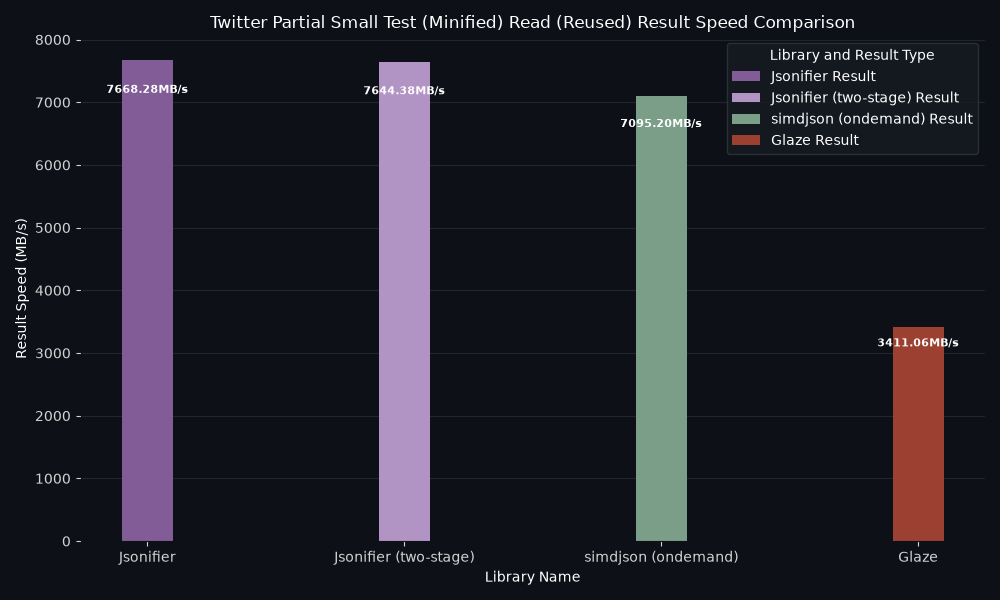 Twitter Partial Small Test (Minified) Read (Reused) Result Speed Comparison
Library and Result Type
Jsonifier Result
Jsonifier (two-stage) Result
simdjson (ondemand) Result
Glaze Result
Result Speed (MB/s)
8000
7000
6000
5000
4000
3000
2000
1000
0
7668.28MB/s
7644.38MB/s
7095.20MB/s
3411.06MB/s
Jsonifier
Jsonifier (two-stage)
simdjson (ondemand)
Glaze
Library Name